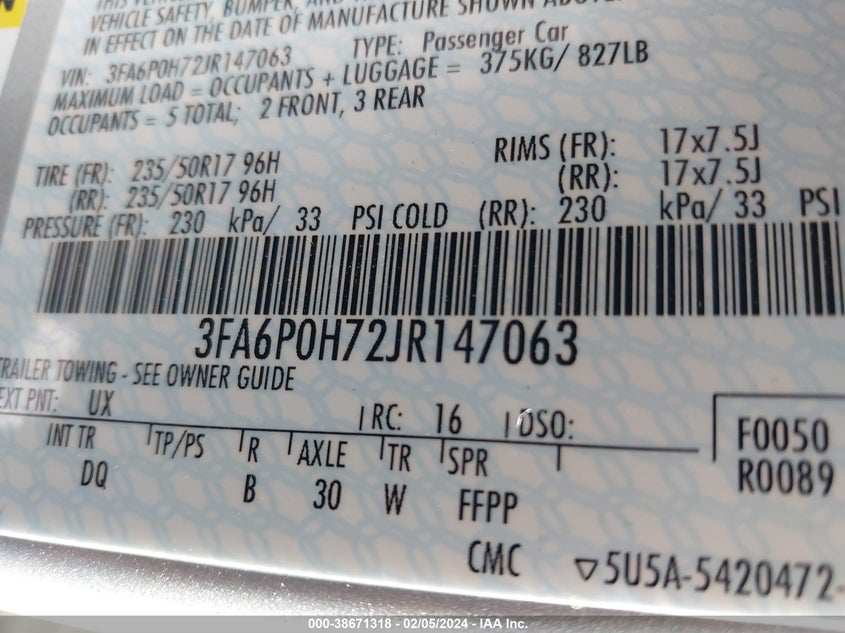 VEHICLE SAFETY, BUMPER, AND
IN EFFECT ON THE DATE OF MANUFACTURE SHOWN ABOVE.
VIN: 3FA6P0H72JR147063 TYPE: Passenger Car
MAXIMUM LOAD = OCCUPANTS + LUGGAGE = 375KG/ 827LB
OCCUPANTS = 5 TOTAL; 2 FRONT, 3 REAR
TIRE (FR): 235/50R17 96H RIMS (FR): 17x7.5J
(RR): 235/50R17 96H (RR): 17x7.5J
PRESSURE (FR): 230 kPa/ 33 PSI COLD (RR): 230 kPa/ 33 PSI
3FA6P0H72JR147063
TRAILER TOWING - SEE OWNER GUIDE
EXT PNT: UX RC: 16 DSO:
INT TR TP/PS R AXLE TR SPR F0050
DQ B 30 W FFPP R0089
CMC ▽5U5A-5420472-
000-38671318 - 02/05/2024 - IAA Inc.